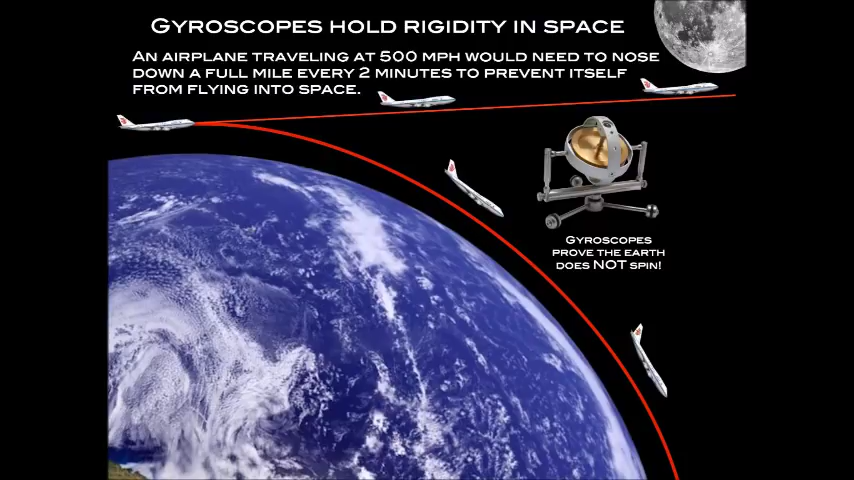 Gyroscopes hold rigidity in space
An airplane traveling at 500 mph would need to nose
down a full mile every 2 minutes to prevent itself
from flying into space.
Gyroscopes
prove the earth
does NOT spin!